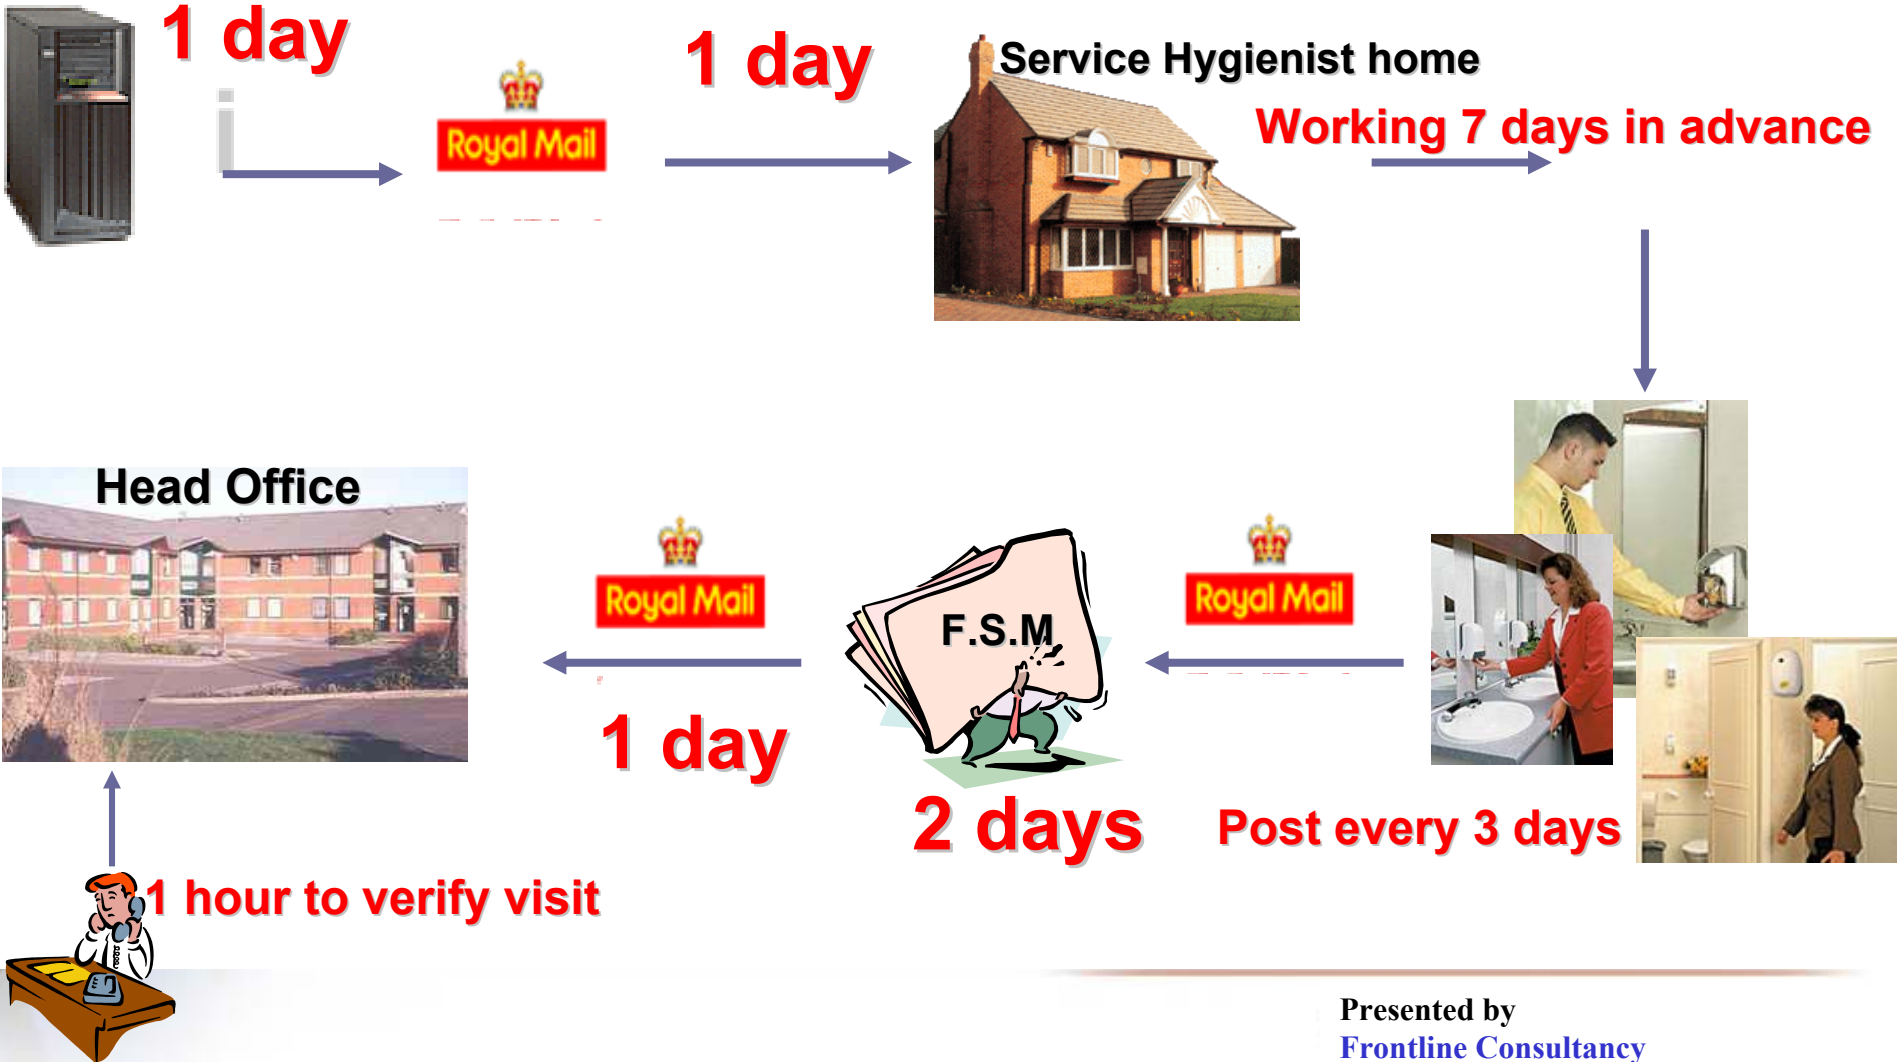 1 day
Royal Mail
1 day
Service Hygienist home
Working 7 days in advance
Head Office
Royal Mail
1 day
F.S.M
2 days
Royal Mail
Post every 3 days
1 hour to verify visit
Presented by
Frontline Consultancy